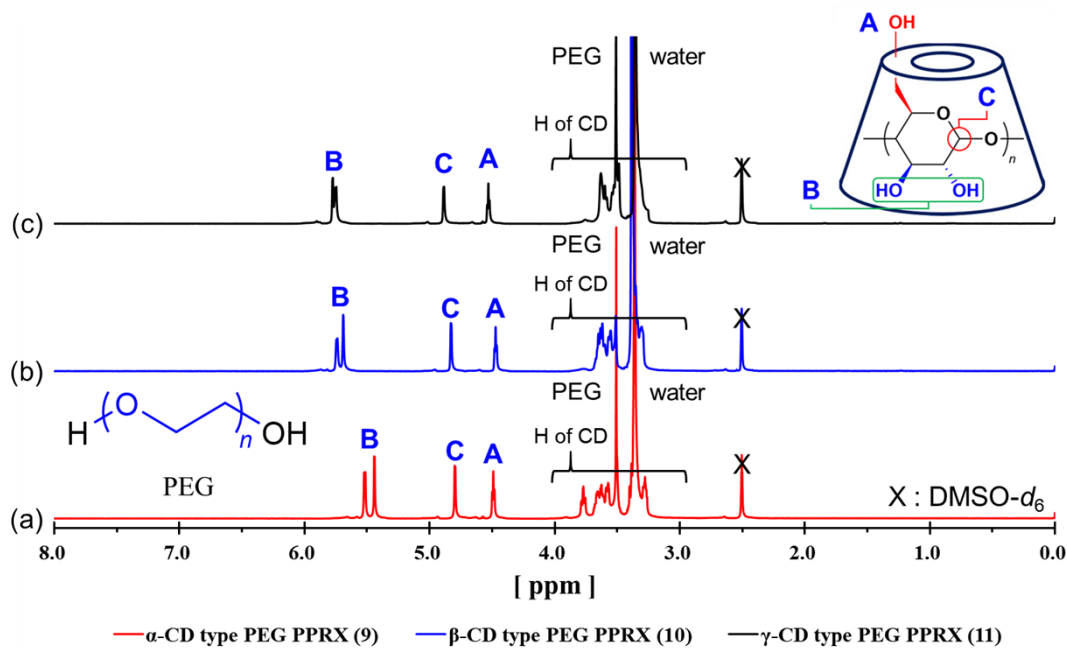 A OH
PEG water
H of CD
B C A X
O C
O n
HO OH
B
(c)
PEG water
H of CD
B C A X
(b)
H O n OH
PEG
PEG water
H of CD
B C A X
X : DMSO-d6
(a)
8.0 7.0 6.0 5.0 4.0 3.0 2.0 1.0 0.0
[ ppm ]
α-CD type PEG PPRX (9) β-CD type PEG PPRX (10) γ-CD type PEG PPRX (11)